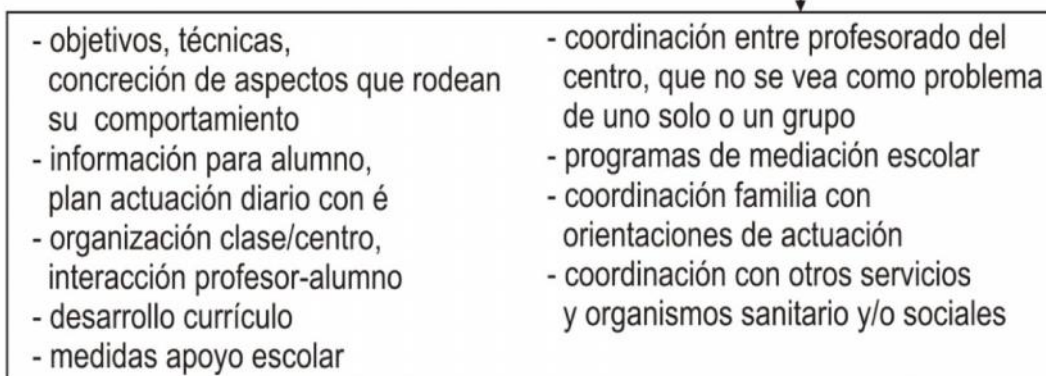 - objetivos, técnicas,
concreción de aspectos que rodean
su comportamiento
- información para alumno,
plan actuación diario con é
- organización clase/centro,
interacción profesor-alumno
- desarrollo currículo
- medidas apoyo escolar
- coordinación entre profesorado del
centro, que no se vea como problema
de uno solo o un grupo
- programas de mediación escolar
- coordinación familia con
orientaciones de actuación
- coordinación con otros servicios
y organismos sanitario y/o sociales